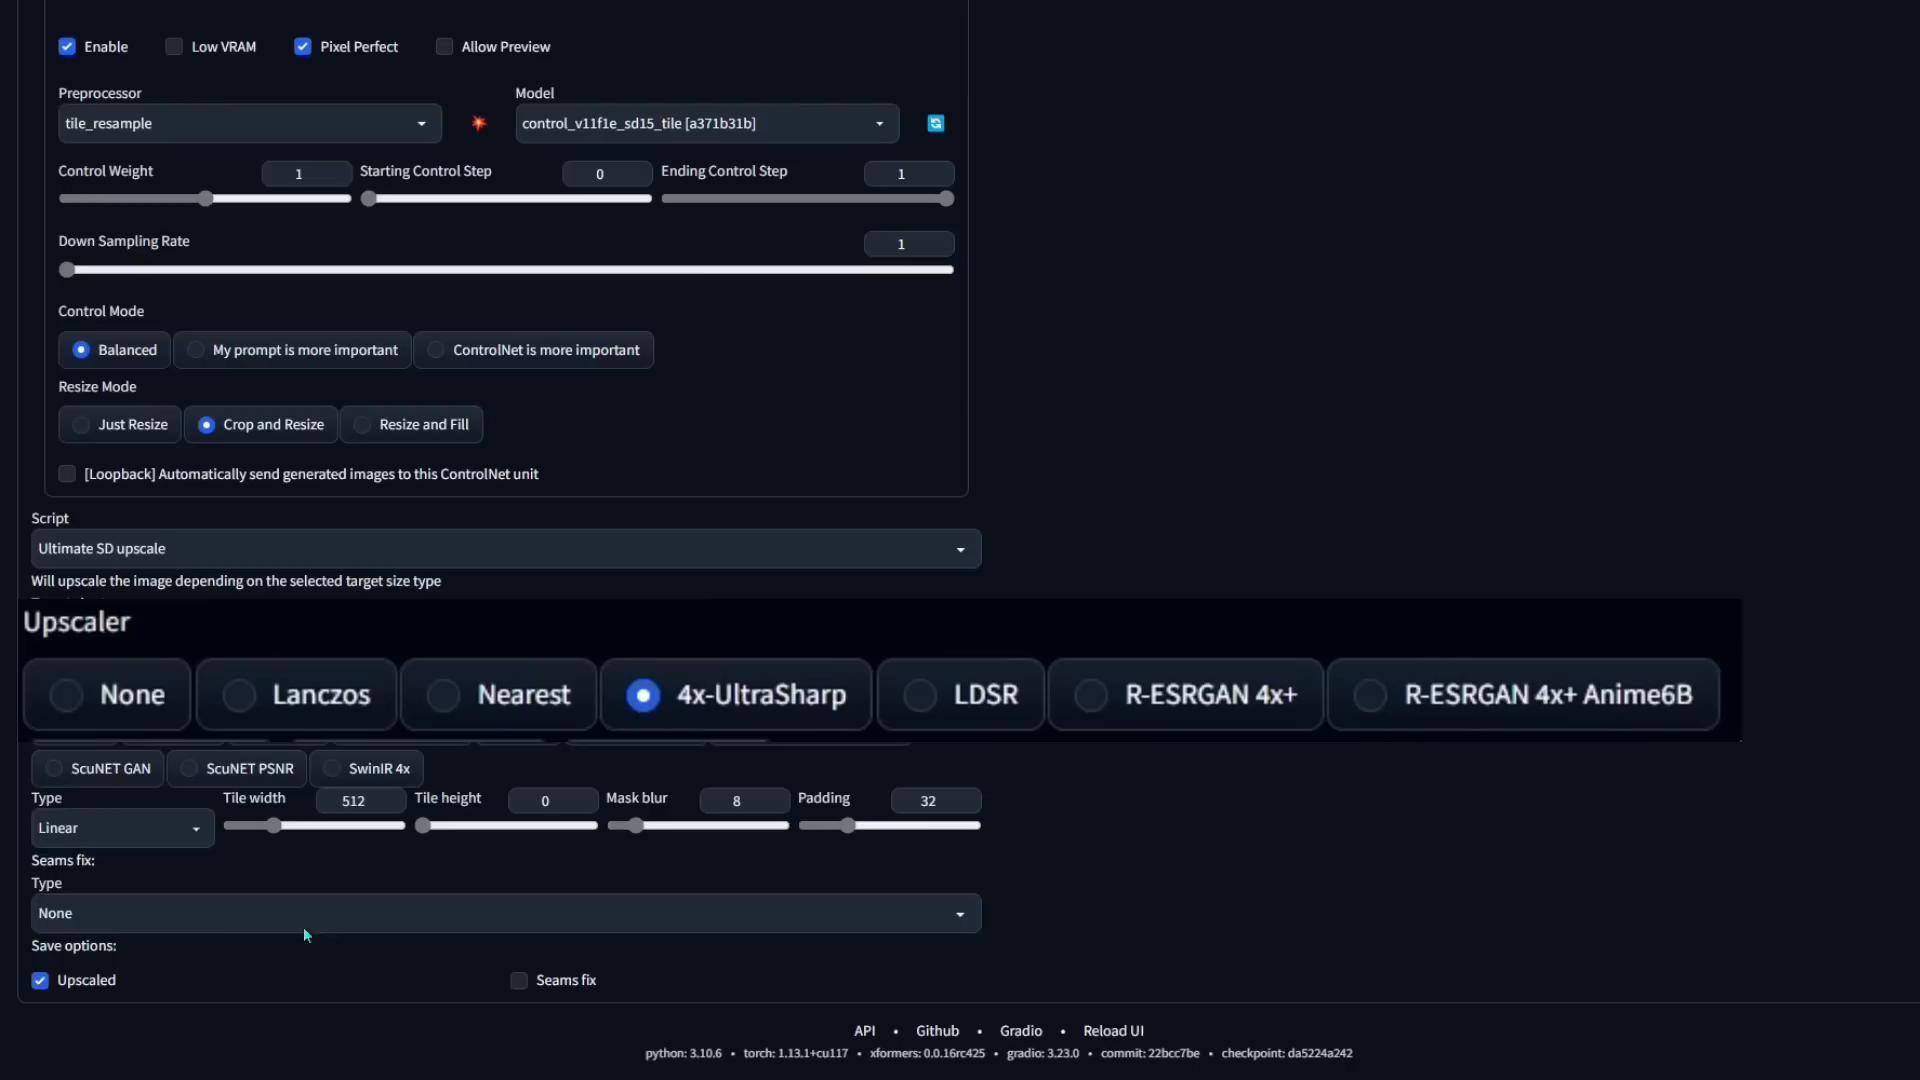 Enable Low VRAM Pixel Perfect Allow Preview
Preprocessor Model
tile_resample control_v11f1e_sd15_tile [a371b31b]
Control Weight 1 Starting Control Step 0 Ending Control Step 1
Down Sampling Rate 1
Control Mode
Balanced My prompt is more important ControlNet is more important
Resize Mode
Just Resize Crop and Resize Resize and Fill
[Loopback] Automatically send generated images to this ControlNet unit
Script
Ultimate SD upscale
Will upscale the image depending on the selected target size type
Upscaler
None Lanczos Nearest 4x-UltraSharp LDSR R-ESRGAN 4x+ R-ESRGAN 4x+ Anime6B
ScuNET GAN ScuNET PSNR SwinIR 4x
Type Tile width 512 Tile height 0 Mask blur 8 Padding 32
Linear
Seams fix:
Type
None
Save options:
Upscaled Seams fix
API • Github • Gradio • Reload UI
python: 3.10.6 • torch: 1.13.1+cu117 • xformers: 0.0.16rc425 • gradio: 3.23.0 • commit: 22bcc7be • checkpoint: da5224a242